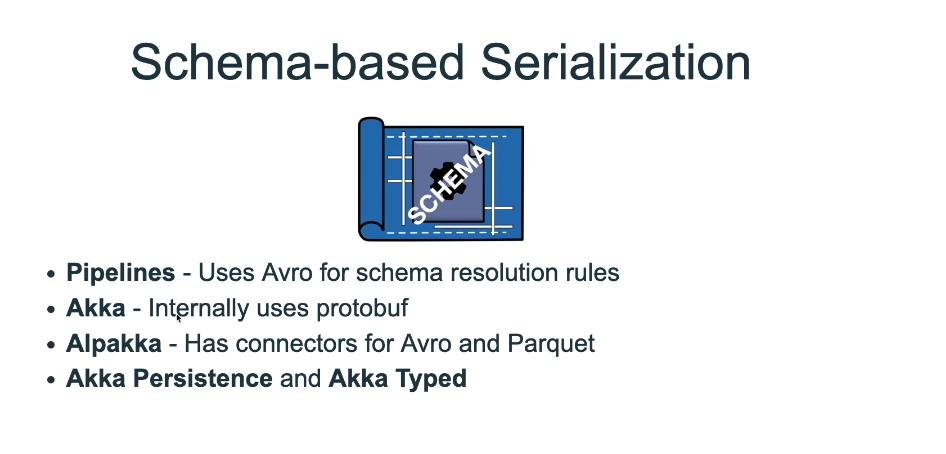 Schema-based Serialization
SCHEMA
• Pipelines - Uses Avro for schema resolution rules
• Akka - Internally uses protobuf
• Alpakka - Has connectors for Avro and Parquet
• Akka Persistence and Akka Typed